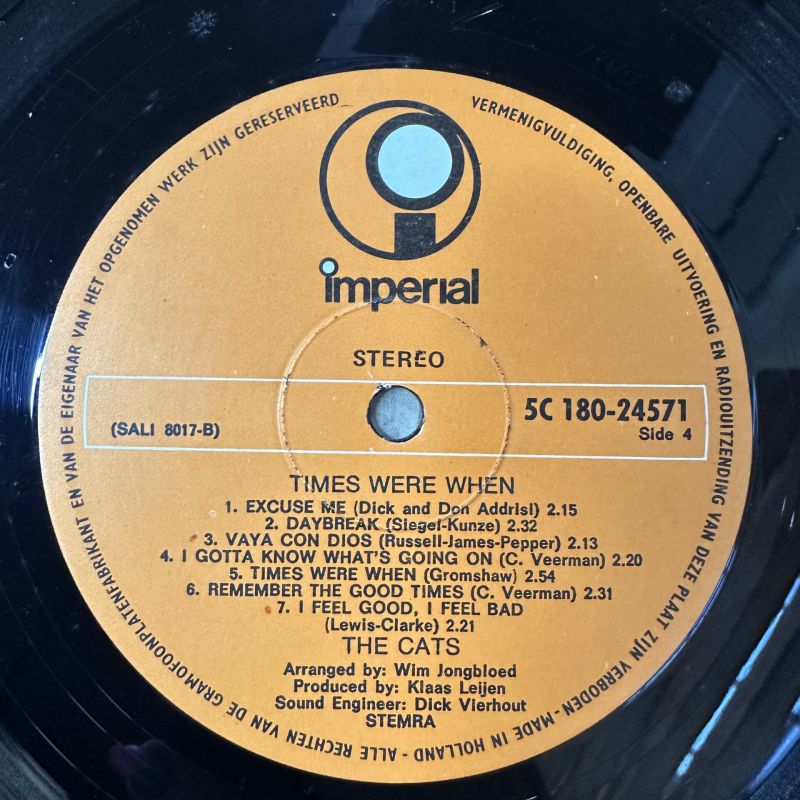 imperial
STEREO
5C 180-24571
(SALI 8017-B)
Side 4
TIMES WERE WHEN
1. EXCUSE ME (Dick and Don Addrisi) 2.15
2. DAYBREAK (Siegel-Kunze) 2.32
3. VAYA CON DIOS (Russell-James-Pepper) 2.13
4. I GOTTA KNOW WHAT'S GOING ON (C. Veerman) 2.20
5. TIMES WERE WHEN (Gromshaw) 2.54
6. REMEMBER THE GOOD TIMES (C. Veerman) 2.31
7. I FEEL GOOD, I FEEL BAD
(Lewis-Clarke) 2.21
THE CATS
Arranged by: Wim Jongbloed
Produced by: Klaas Leijen
Sound Engineer: Dick Vierhout
STEMRA
ALLE RECHTEN VAN DE GRAMOFOONPLATENFABRIKANT EN VAN DE EIGENAAR VAN HET OPGENOMEN WERK ZIJN GERESERVEERD
VERMENIGVULDIGING, OPENBARE UITVOERING EN RADIOUITZENDING VAN DEZE PLAAT ZIJN VERBODEN - MADE IN HOLLAND -